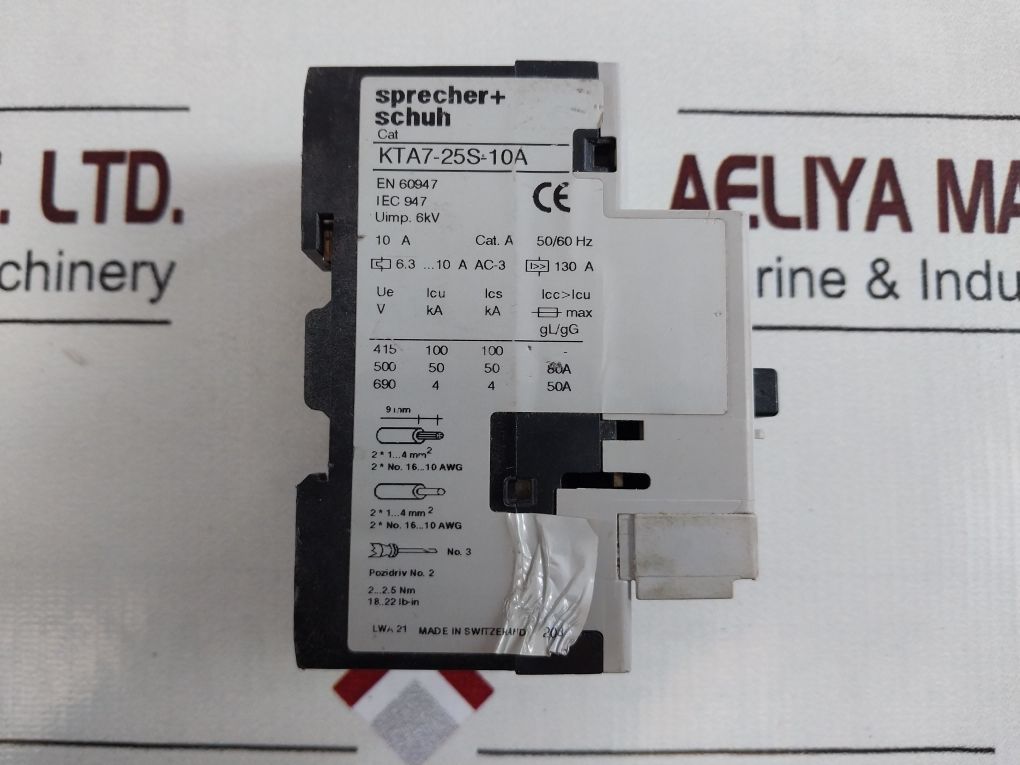 sprecher+
schuh
Cat
KTA7-25S-10A
EN 60947
IEC 947
Uimp. 6kV
CE
10 A Cat. A 50/60 Hz
6.3 ...10 A AC-3 I>> 130 A
Ue Icu Ics Icc>Icu
V kA kA max
gL/gG
415 100 100 -
500 50 50 80A
690 4 4 50A
9 mm
2 * 1...4 mm²
2 * No. 16...10 AWG
2 * 1...4 mm²
2 * No. 16...10 AWG
No. 3
Pozidriv No. 2
2...2.5 Nm
18..22 lb-in
LWA 21 MADE IN SWITZERLAND
LTD.
chinery
AELIYA MA
rine & Indu